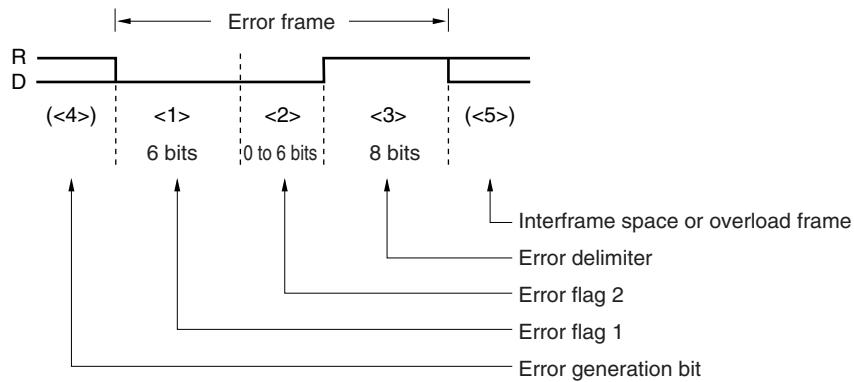 Error frame
R
D
(<4>) <1> <2> <3> (<5>)
6 bits 0 to 6 bits 8 bits
Interframe space or overload frame
Error delimiter
Error flag 2
Error flag 1
Error generation bit